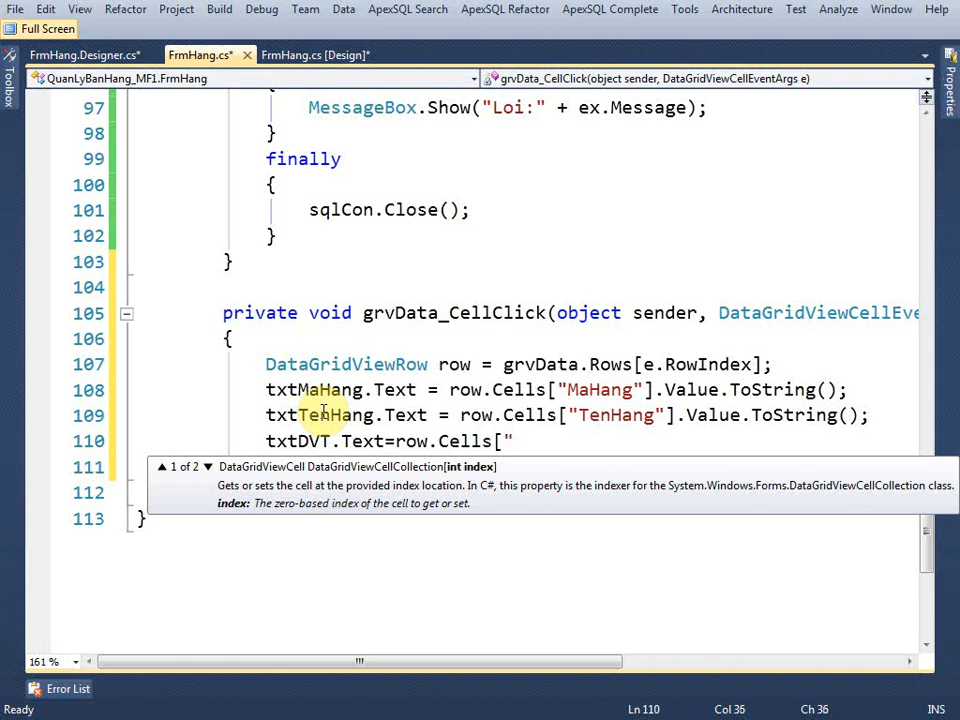 File Edit View Refactor Project Build Debug Team Data ApexSQL Search ApexSQL Refactor ApexSQL Complete Tools Architecture Test Analyze Window Help
Full Screen
FrmHang.Designer.cs* FrmHang.cs* FrmHang.cs [Design]*
Toolbox
Properties
QuanLyBanHang_MF1.FrmHang grvData_CellClick(object sender, DataGridViewCellEventArgs e)
{
97 MessageBox.Show("Loi:" + ex.Message);
98 }
99 finally
100 {
101 sqlCon.Close();
102 }
103 }
104
105 private void grvData_CellClick(object sender, DataGridViewCellEve
106 {
107 DataGridViewRow row = grvData.Rows[e.RowIndex];
108 txtMaHang.Text = row.Cells["MaHang"].Value.ToString();
109 txtTenHang.Text = row.Cells["TenHang"].Value.ToString();
110 txtDVT.Text=row.Cells["
111
1 of 2 DataGridViewCell DataGridViewCellCollection[int index]
Gets or sets the cell at the provided index location. In C#, this property is the indexer for the System.Windows.Forms.DataGridViewCellCollection class.
112
index: The zero-based index of the cell to get or set.
113 }
161 %
Error List
Ready Ln 110 Col 36 Ch 36 INS